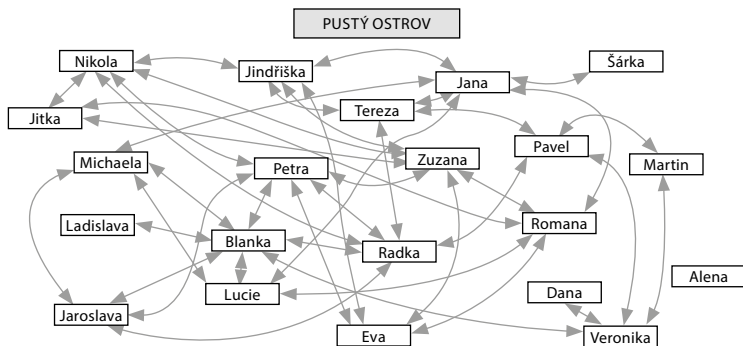 PUSTÝ OSTROV
Nikola
Jindřiška
Jana
Šárka
Tereza
Jitka
Michaela
Petra
Zuzana
Pavel
Martin
Ladislava
Blanka
Radka
Romana
Alena
Jaroslava
Lucie
Dana
Eva
Veronika